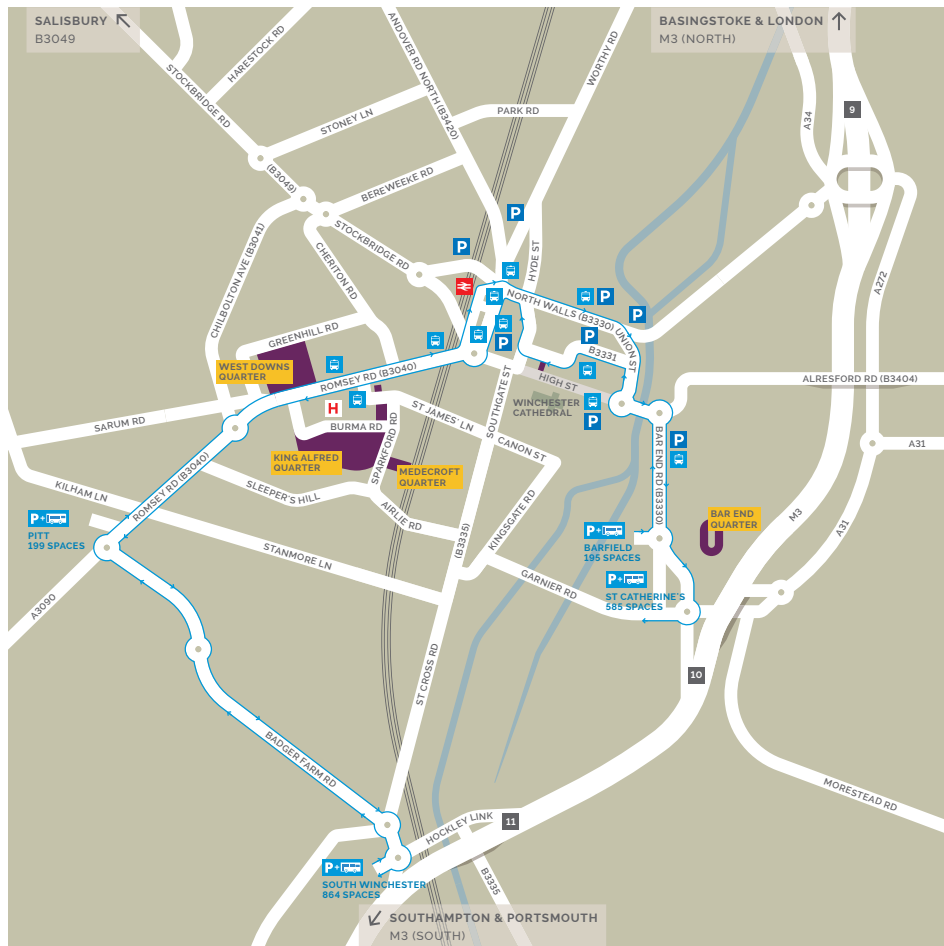 SALISBURY
B3049
BASINGSTOKE & LONDON
M3 (NORTH)
HARESTOCK RD
STOCKBRIDGE RD
ANDOVER RD NORTH (B3420)
WORTHY RD
A34
9
STONEY LN
PARK RD
(B3049)
BEREWEEKE RD
P
STOCKBRIDGE RD
P
HYDE ST
CHILBOLTON AVE (B3041)
CHERITON RD
A272
NORTH WALLS (B3330)
P
P
UNION ST
GREENHILL RD
P
P
B3331
WEST DOWNS
QUARTER
ROMSEY RD (B3040)
HIGH ST
ALRESFORD RD (B3404)
SOUTHGATE ST
WINCHESTER
CATHEDRAL
H
P
SARUM RD
BURMA RD
ST JAMES' LN
SPARKFORD RD
CANON ST
BAR END RD (B3330)
P
A31
KING ALFRED
QUARTER
MEDECROFT
QUARTER
ROMSEY RD (B3040)
KILHAM LN
SLEEPER'S HILL
AIRLIE RD
KINGSGATE RD
(B3335)
M3
A31
BAR END
QUARTER
P+
PITT
199 SPACES
P+
BARFIELD
195 SPACES
STANMORE LN
GARNIER RD
P+
ST CATHERINE'S
585 SPACES
A3090
ST CROSS RD
10
BADGER FARM RD
MORESTEAD RD
HOCKLEY LINK
11
P+
SOUTH WINCHESTER
864 SPACES
B3335
SOUTHAMPTON & PORTSMOUTH
M3 (SOUTH)